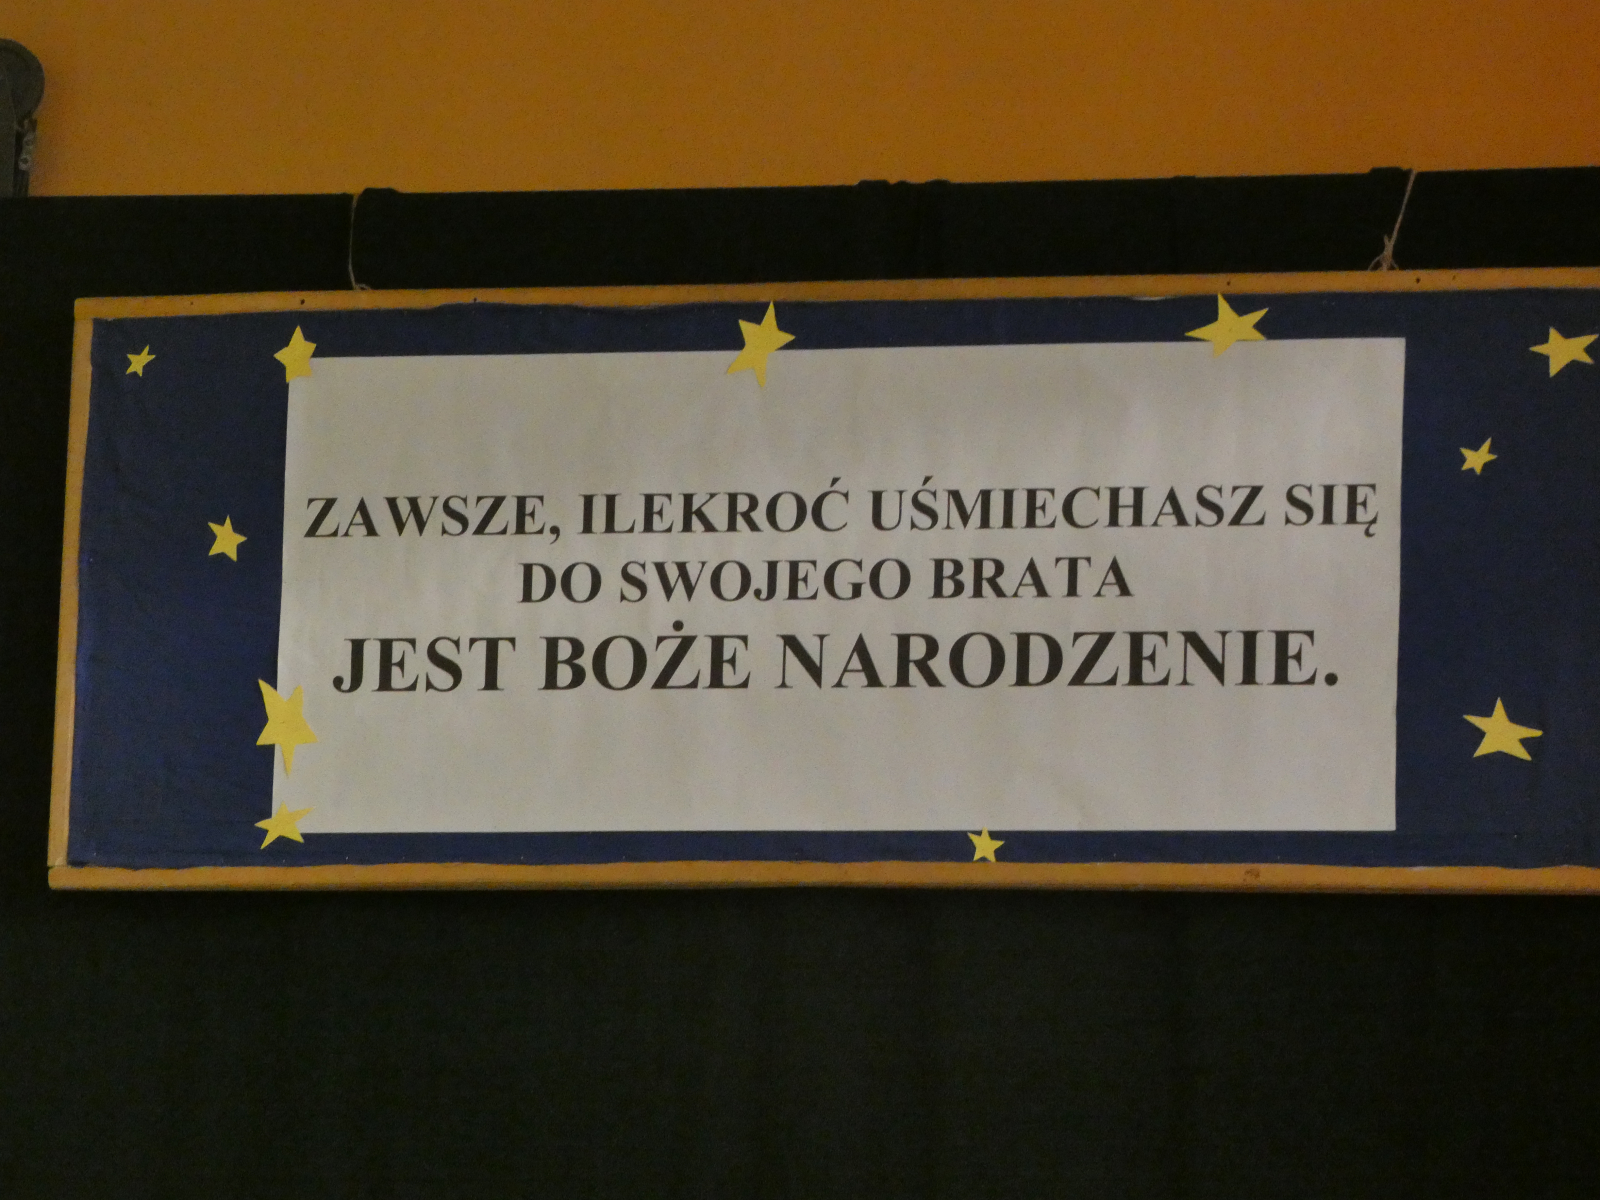 ZAWSZE, ILEKROĆ UŚMIECHASZ SIĘ
DO SWOJEGO BRATA
JEST BOŻE NARODZENIE.